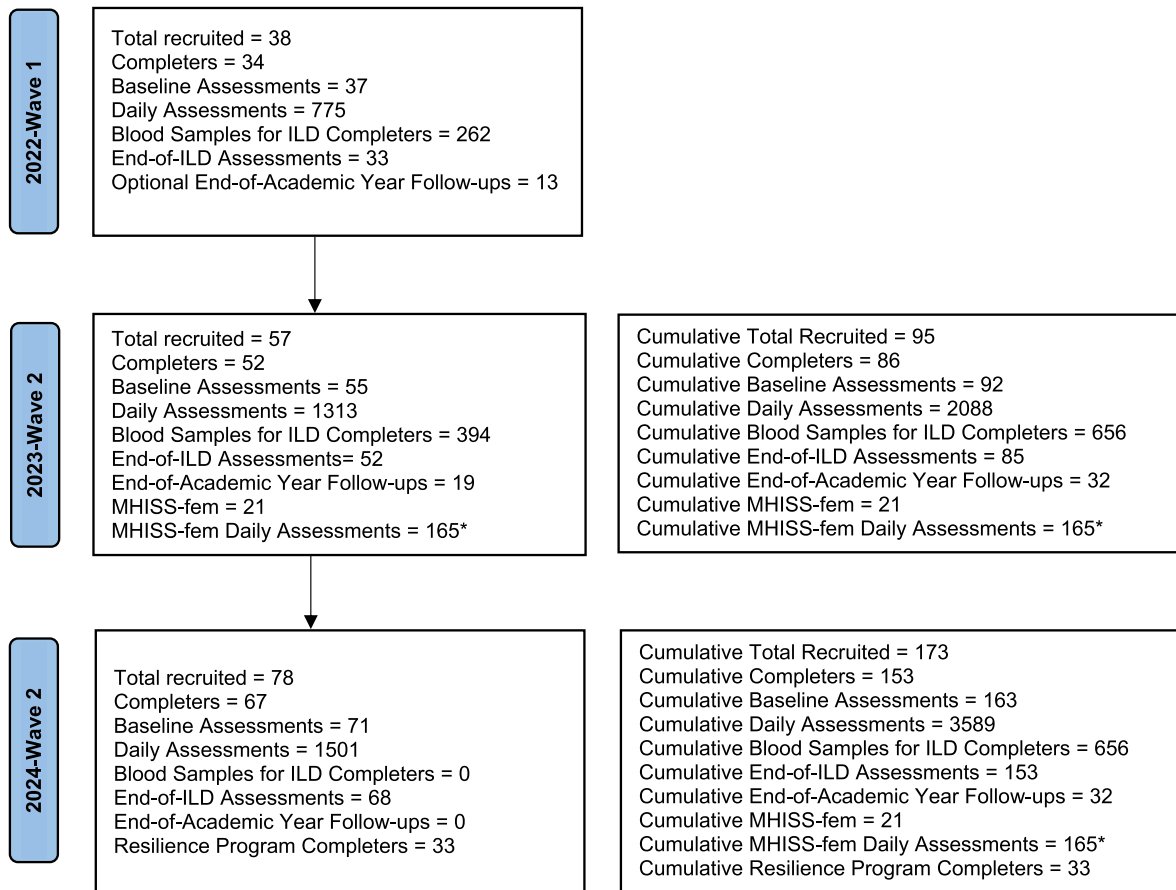 2022-Wave 1
Total recruited = 38
Completers = 34
Baseline Assessments = 37
Daily Assessments = 775
Blood Samples for ILD Completers = 262
End-of-ILD Assessments = 33
Optional End-of-Academic Year Follow-ups = 13
2023-Wave 2
Total recruited = 57
Completers = 52
Baseline Assessments = 55
Daily Assessments = 1313
Blood Samples for ILD Completers = 394
End-of-ILD Assessments= 52
End-of-Academic Year Follow-ups = 19
MHISS-fem = 21
MHISS-fem Daily Assessments = 165*
Cumulative Total Recruited = 95
Cumulative Completers = 86
Cumulative Baseline Assessments = 92
Cumulative Daily Assessments = 2088
Cumulative Blood Samples for ILD Completers = 656
Cumulative End-of-ILD Assessments = 85
Cumulative End-of-Academic Year Follow-ups = 32
Cumulative MHISS-fem = 21
Cumulative MHISS-fem Daily Assessments = 165*
2024-Wave 2
Total recruited = 78
Completers = 67
Baseline Assessments = 71
Daily Assessments = 1501
Blood Samples for ILD Completers = 0
End-of-ILD Assessments = 68
End-of-Academic Year Follow-ups = 0
Resilience Program Completers = 33
Cumulative Total Recruited = 173
Cumulative Completers = 153
Cumulative Baseline Assessments = 163
Cumulative Daily Assessments = 3589
Cumulative Blood Samples for ILD Completers = 656
Cumulative End-of-ILD Assessments = 153
Cumulative End-of-Academic Year Follow-ups = 32
Cumulative MHISS-fem = 21
Cumulative MHISS-fem Daily Assessments = 165*
Cumulative Resilience Program Completers = 33